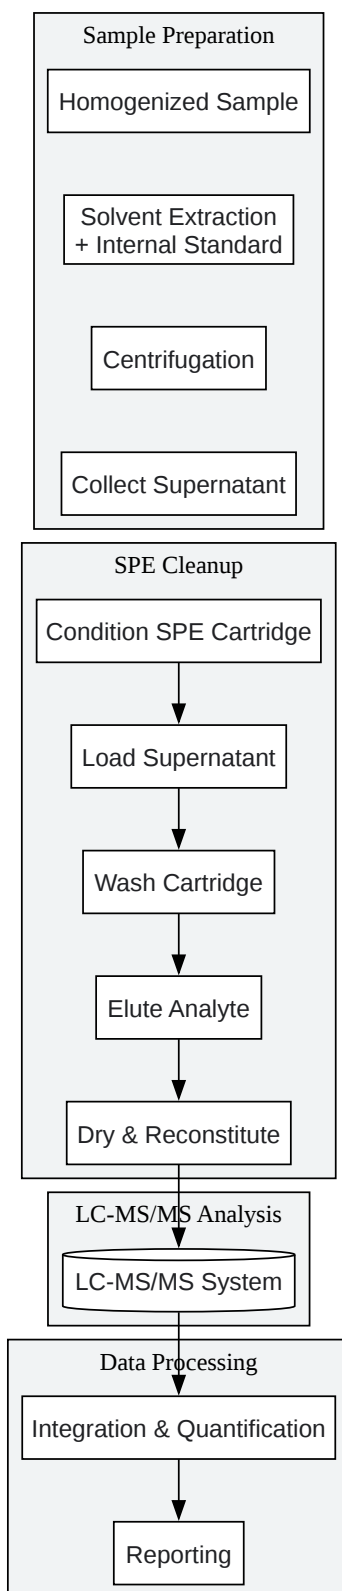 Sample Preparation
Homogenized Sample
Solvent Extraction
+ Internal Standard
Centrifugation
Collect Supernatant
SPE Cleanup
Condition SPE Cartridge
Load Supernatant
Wash Cartridge
Elute Analyte
Dry & Reconstitute
LC-MS/MS Analysis
LC-MS/MS System
Data Processing
Integration & Quantification
Reporting